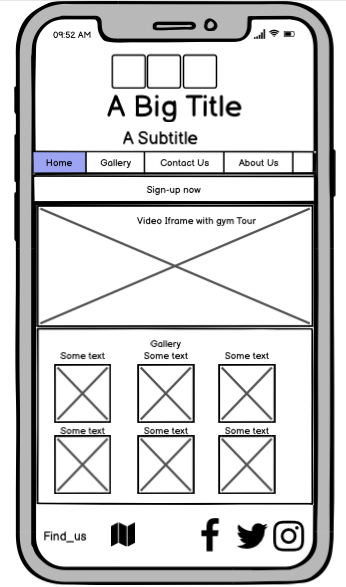 09:52 AM
A Big Title
A Subtitle
Home Gallery Contact Us About Us
Sign-up now
Video Iframe with gym Tour
Gallery
Some text Some text Some text
Some text Some text Some text
Find_us